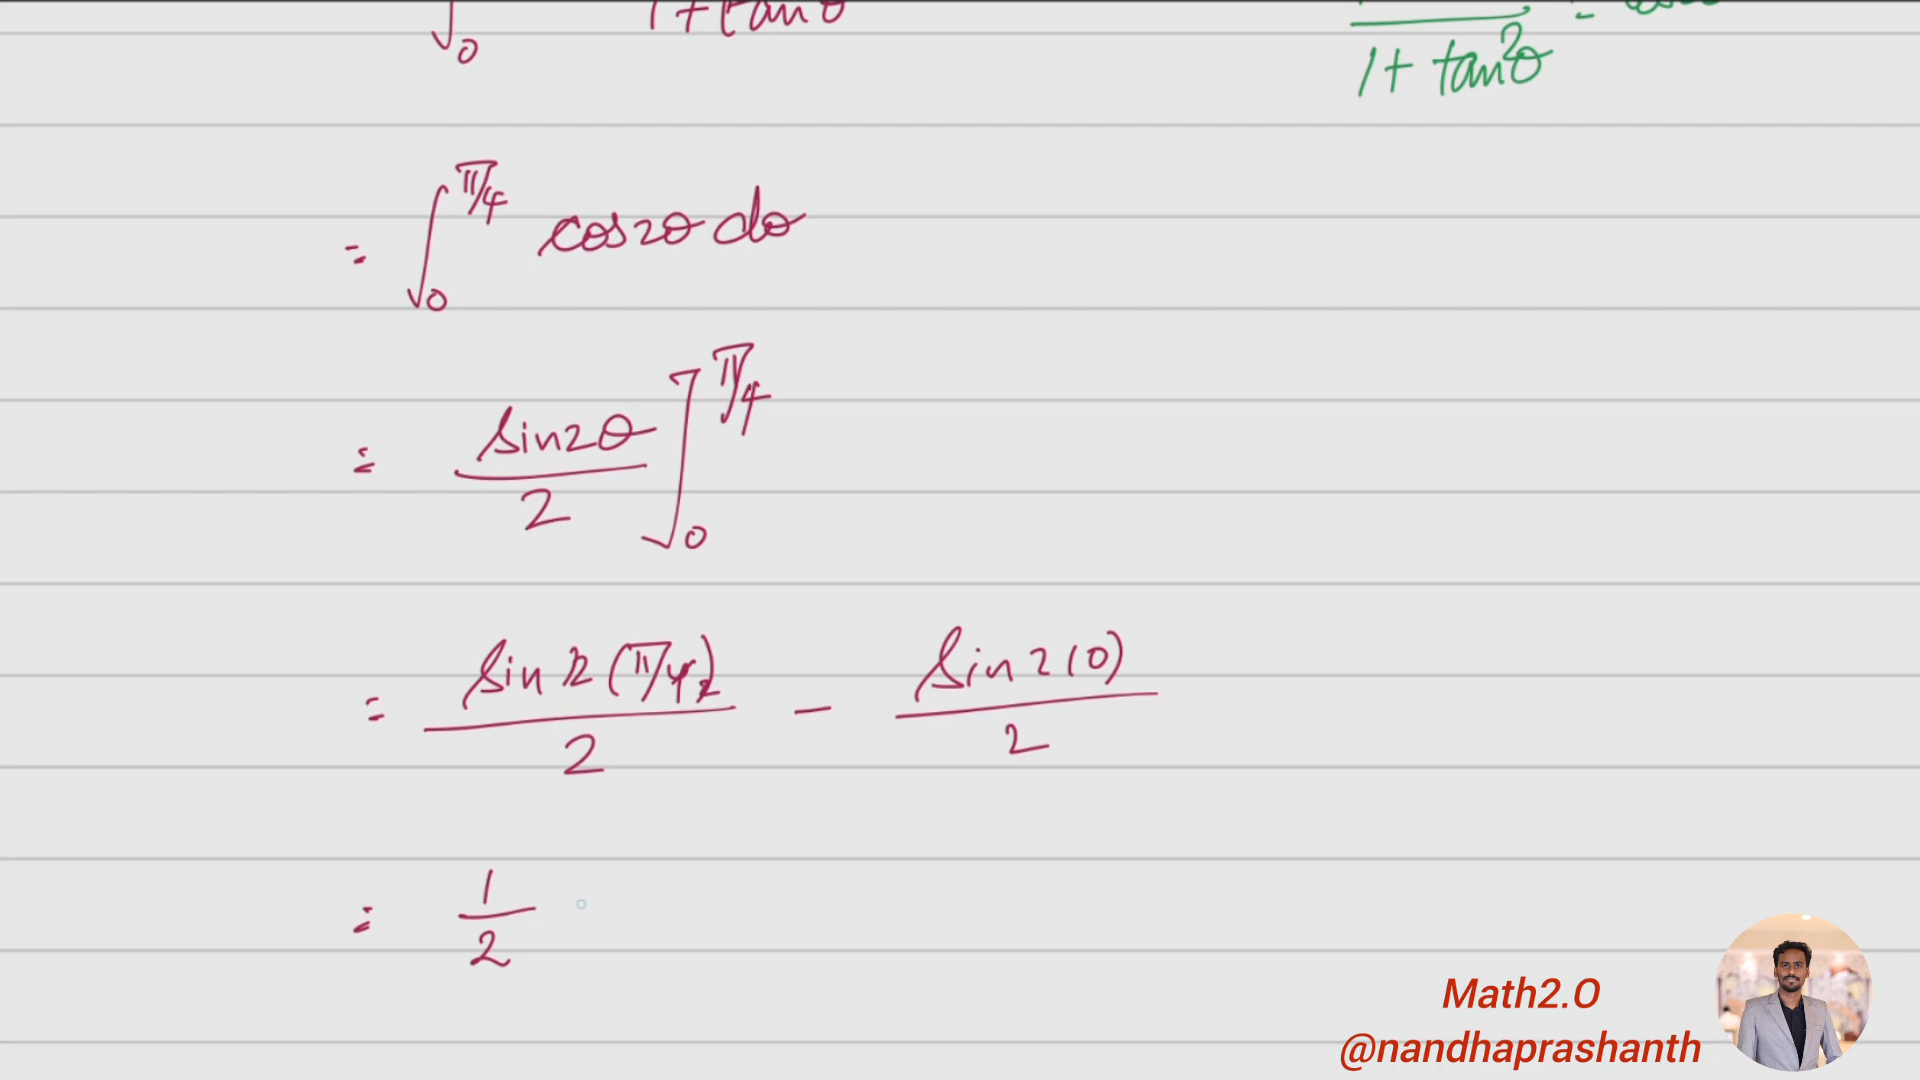 ∫₀ 1 + tan²θ
1 + tan²θ =
= ∫₀^π/4 cos2θ dθ
= sin2θ / 2 ]₀^π/4
= sin 2(π/4 2) / 2 − sin 2(0) / 2
= 1/2
Math2.O
@nandhaprashanth